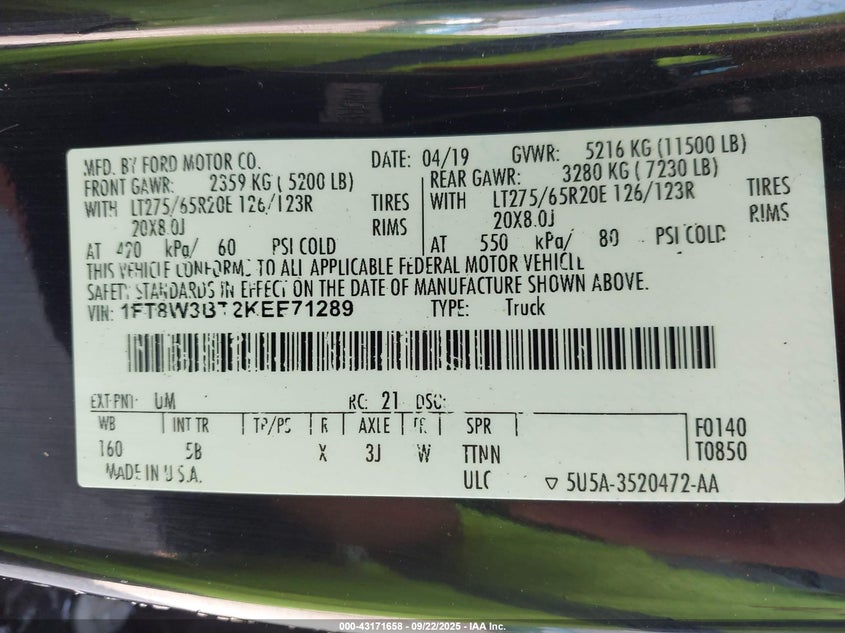 MFD. BY FORD MOTOR CO. DATE: 04/19 GVWR: 5216 KG (11500 LB)
FRONT GAWR: 2359 KG (5200 LB) REAR GAWR: 3280 KG (7230 LB)
WITH LT275/65R20E 126/123R TIRES WITH LT275/65R20E 126/123R TIRES
20X8.0J RIMS 20X8.0J RIMS
AT 420 kPa/ 60 PSI COLD AT 550 kPa/ 80 PSI COLD
THIS VEHICLE CONFORMS TO ALL APPLICABLE FEDERAL MOTOR VEHICLE
SAFETY STANDARDS IN EFFECT ON THE DATE OF MANUFACTURE SHOWN ABOVE.
VIN: 1FT8W3BT2KEF71289 TYPE: Truck
EXT PNT: UM RC: 21 DSO:
WB INT TR TP/PS R AXLE TR SPR F0140
160 5B X 3J W TTNN T0850
MADE IN U.S.A. ULC ▽ 5U5A-3520472-AA
000-43171658 - 09/22/2025 - IAA Inc.